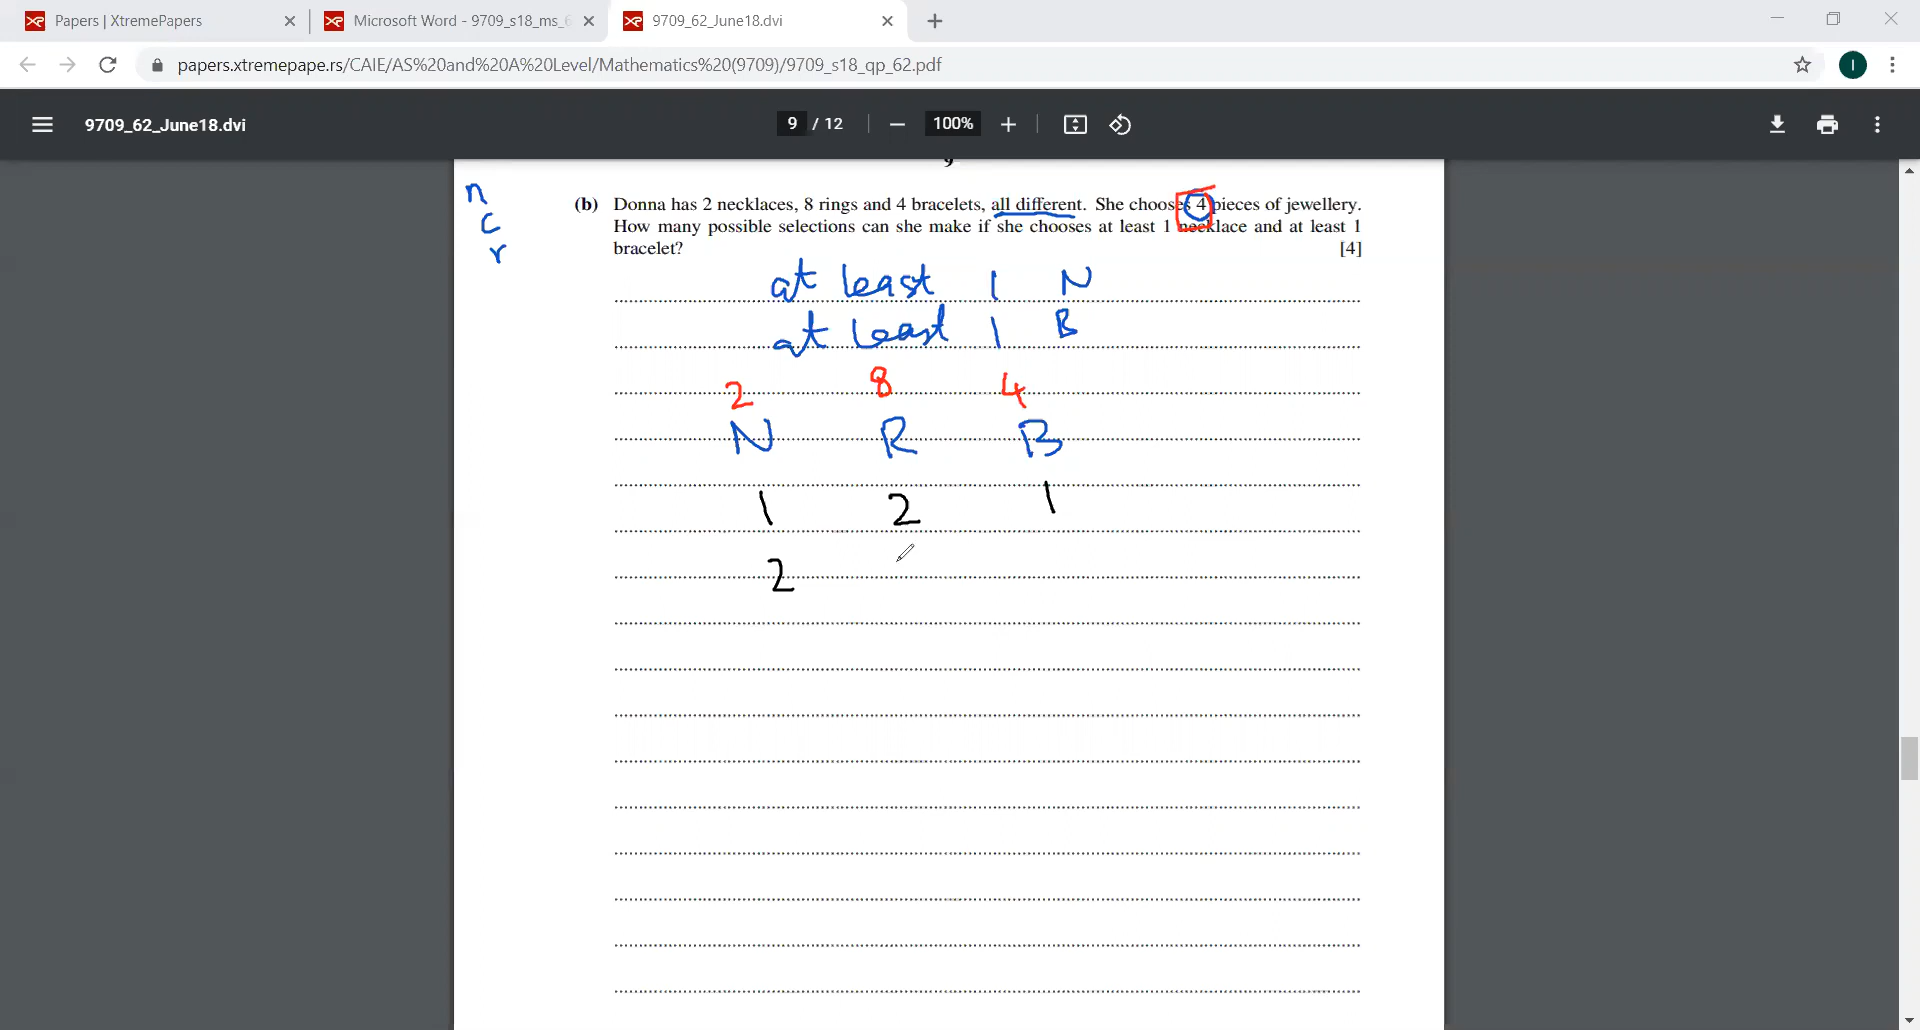 Papers | XtremePapers
Microsoft Word - 9709_s18_ms_6
9709_62_June18.dvi
papers.xtremepape.rs/CAIE/AS%20and%20A%20Level/Mathematics%20(9709)/9709_s18_qp_62.pdf
I
9709_62_June18.dvi
9 / 12
100%
9
n
c
r
(b) Donna has 2 necklaces, 8 rings and 4 bracelets, all different. She chooses 4 pieces of jewellery.
How many possible selections can she make if she chooses at least 1 necklace and at least 1
bracelet? [4]
at least 1 N
at least 1 B
2 8 4
N R B
1 2 1
2